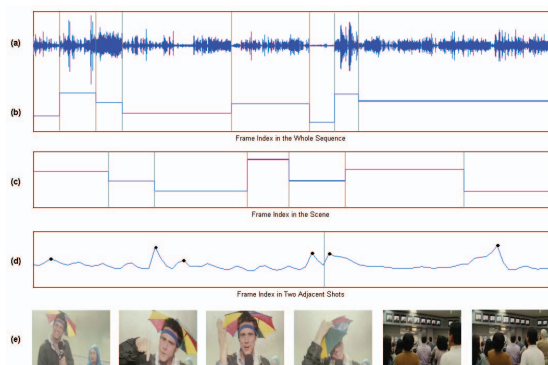 (a)
(b)
Frame Index in the Whole Sequence
(c)
Frame Index in the Scene
(d)
Frame Index in Two Adjacent Shots
(e)